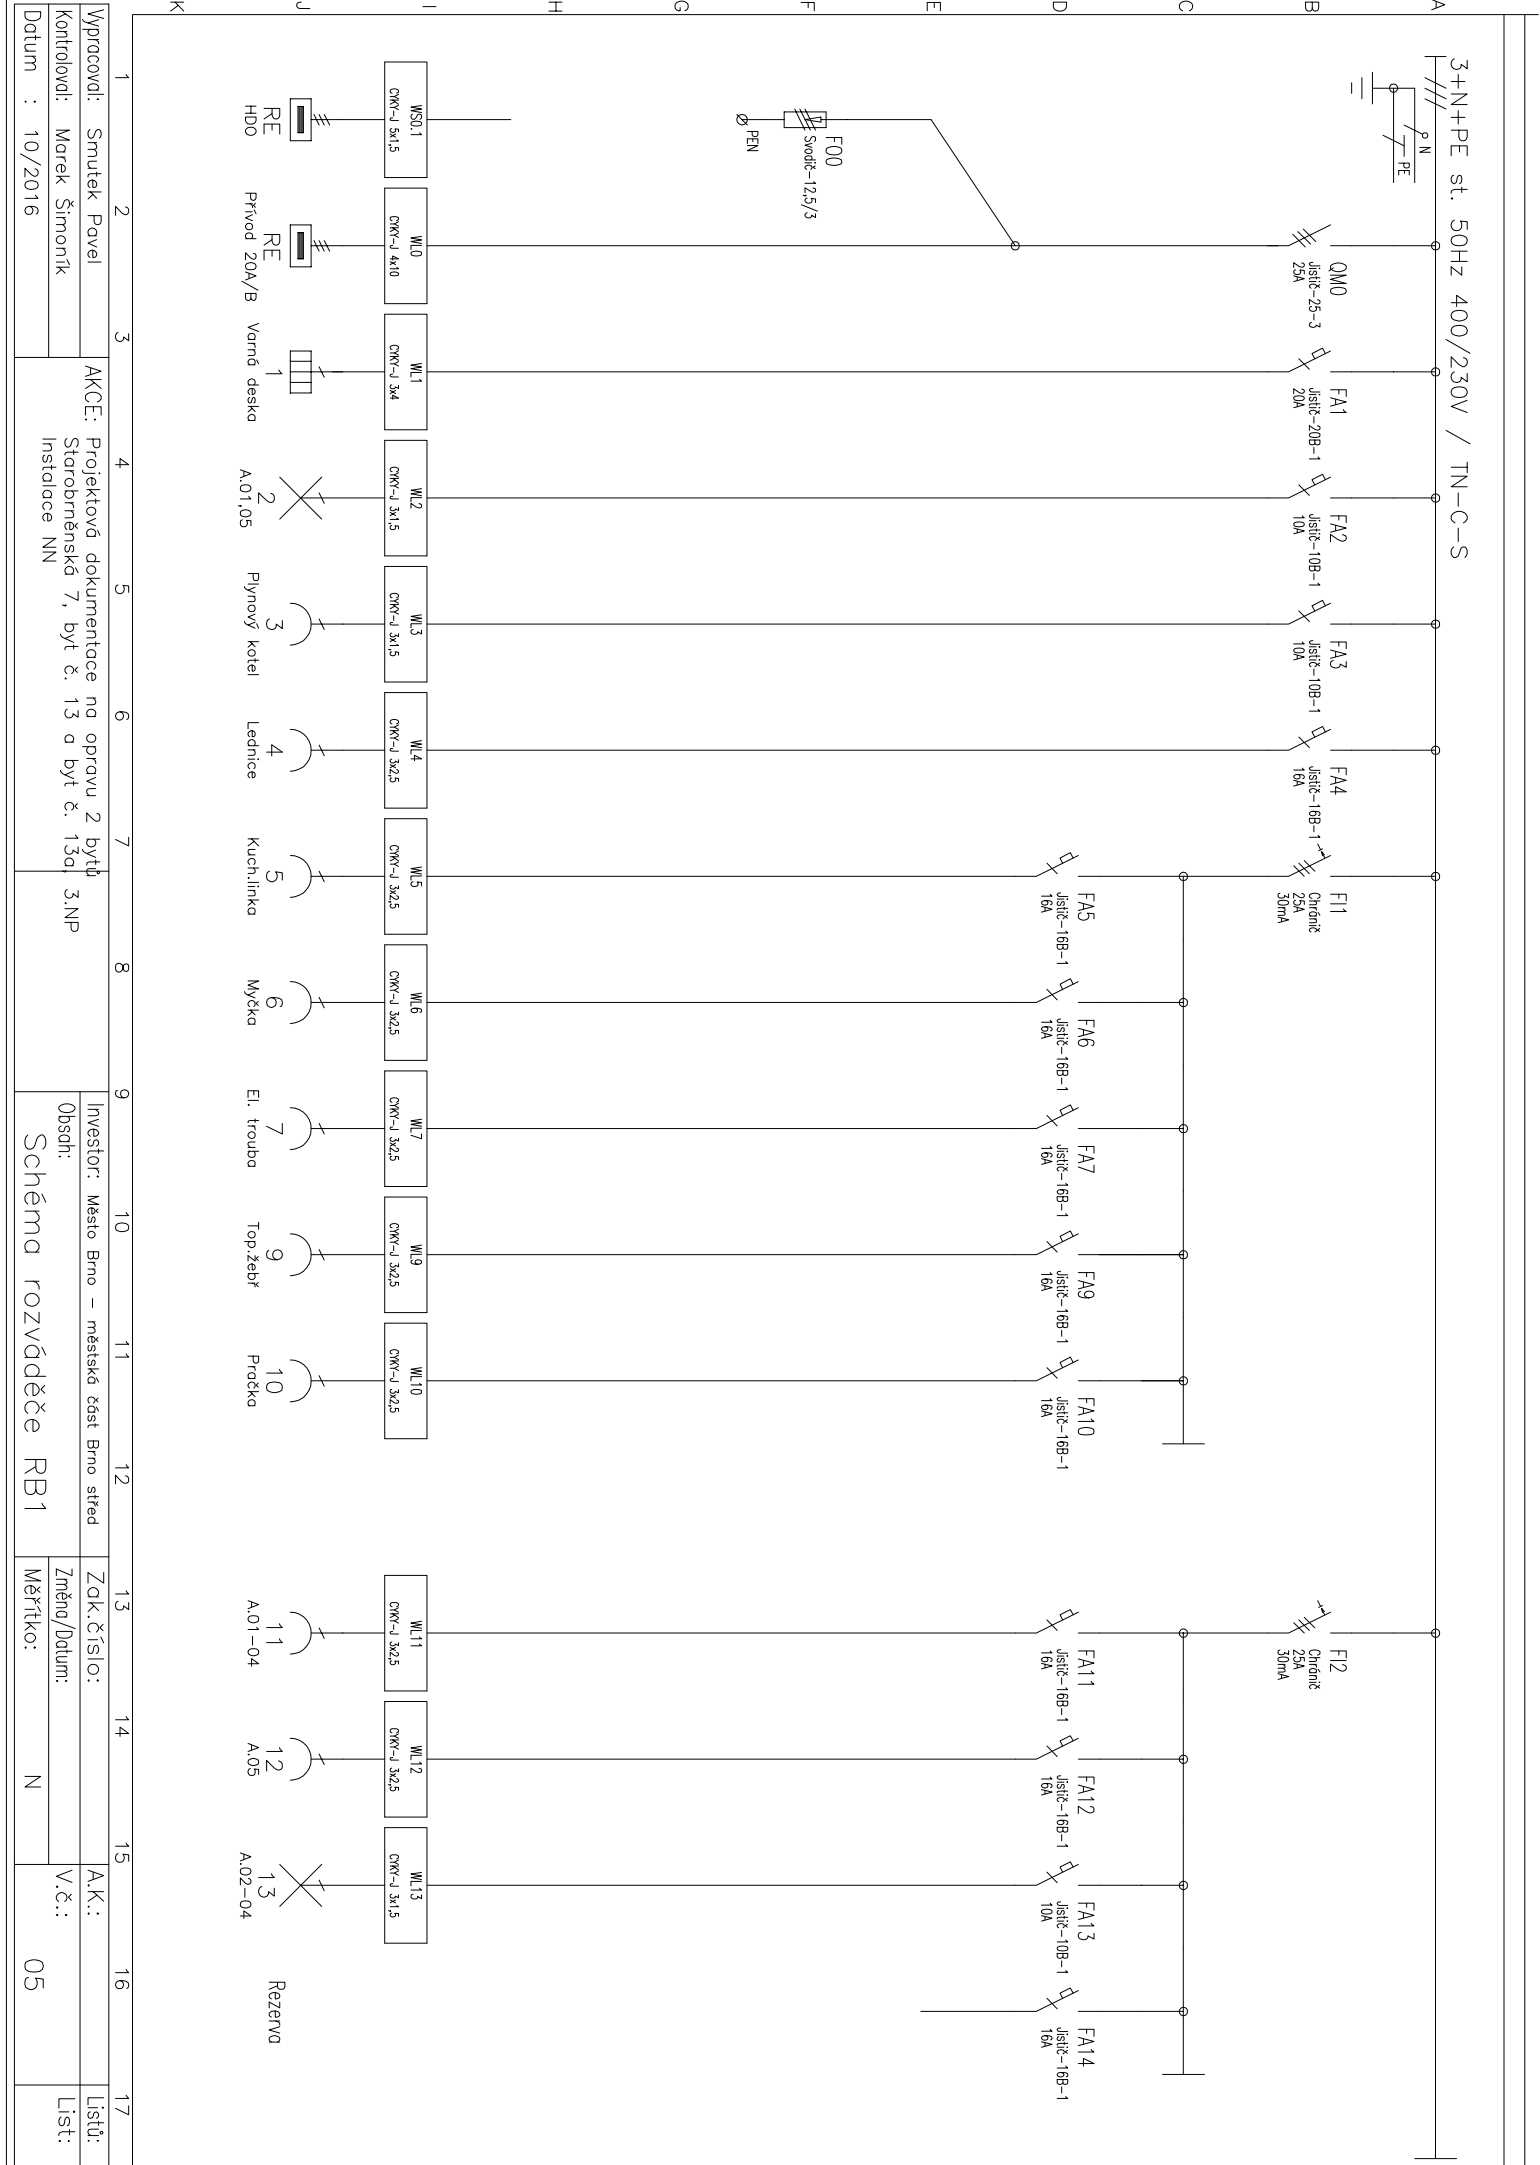 A
B
C
D
E
F
G
H
I
J
K
3+N+PE st. 50Hz 400/230V / TN-C-S
N
PE
QM0
Jistič-25-3
25A
FA1
Jistič-20B-1
20A
FA2
Jistič-10B-1
10A
FA3
Jistič-10B-1
10A
FA4
Jistič-16B-1
16A
FI1
Chránič
25A
30mA
FI2
Chránič
25A
30mA
FA5
Jistič-16B-1
16A
FA6
Jistič-16B-1
16A
FA7
Jistič-16B-1
16A
FA9
Jistič-16B-1
16A
FA10
Jistič-16B-1
16A
FA11
Jistič-16B-1
16A
FA12
Jistič-16B-1
16A
FA13
Jistič-10B-1
10A
FA14
Jistič-16B-1
16A
F00
Svodič-12,5/3
PEN
WS0.1
CYKY-J 5x1,5
WL0
CYKY-J 4x10
WL1
CYKY-J 3x4
WL2
CYKY-J 3x1,5
WL3
CYKY-J 3x1,5
WL4
CYKY-J 3x2,5
WL5
CYKY-J 3x2,5
WL6
CYKY-J 3x2,5
WL7
CYKY-J 3x2,5
WL9
CYKY-J 3x2,5
WL10
CYKY-J 3x2,5
WL11
CYKY-J 3x2,5
WL12
CYKY-J 3x2,5
WL13
CYKY-J 3x1,5
RE
HDO
RE
Přívod 20A/B
1
Varná deska
2
A.01,05
3
Plynový kotel
4
Lednice
5
Kuch.linka
6
Myčka
7
El. trouba
9
Top.žebř
10
Pračka
11
A.01-04
12
A.05
13
A.02-04
Rezerva
1
2
3
4
5
6
7
8
9
10
11
12
13
14
15
16
17
Vypracoval: Smutek Pavel
Kontroloval: Marek Šimoník
Datum : 10/2016
AKCE: Projektová dokumentace na opravu 2 bytů
Starobrněnská 7, byt č. 13 a byt č. 13a, 3.NP
Instalace NN
Investor: Město Brno - městská část Brno střed
Obsah:
Schéma rozváděče RB1
Zak.číslo:
Změna/Datum:
Měřítko: N
A.K.:
V.č.: 05
Listů:
List: